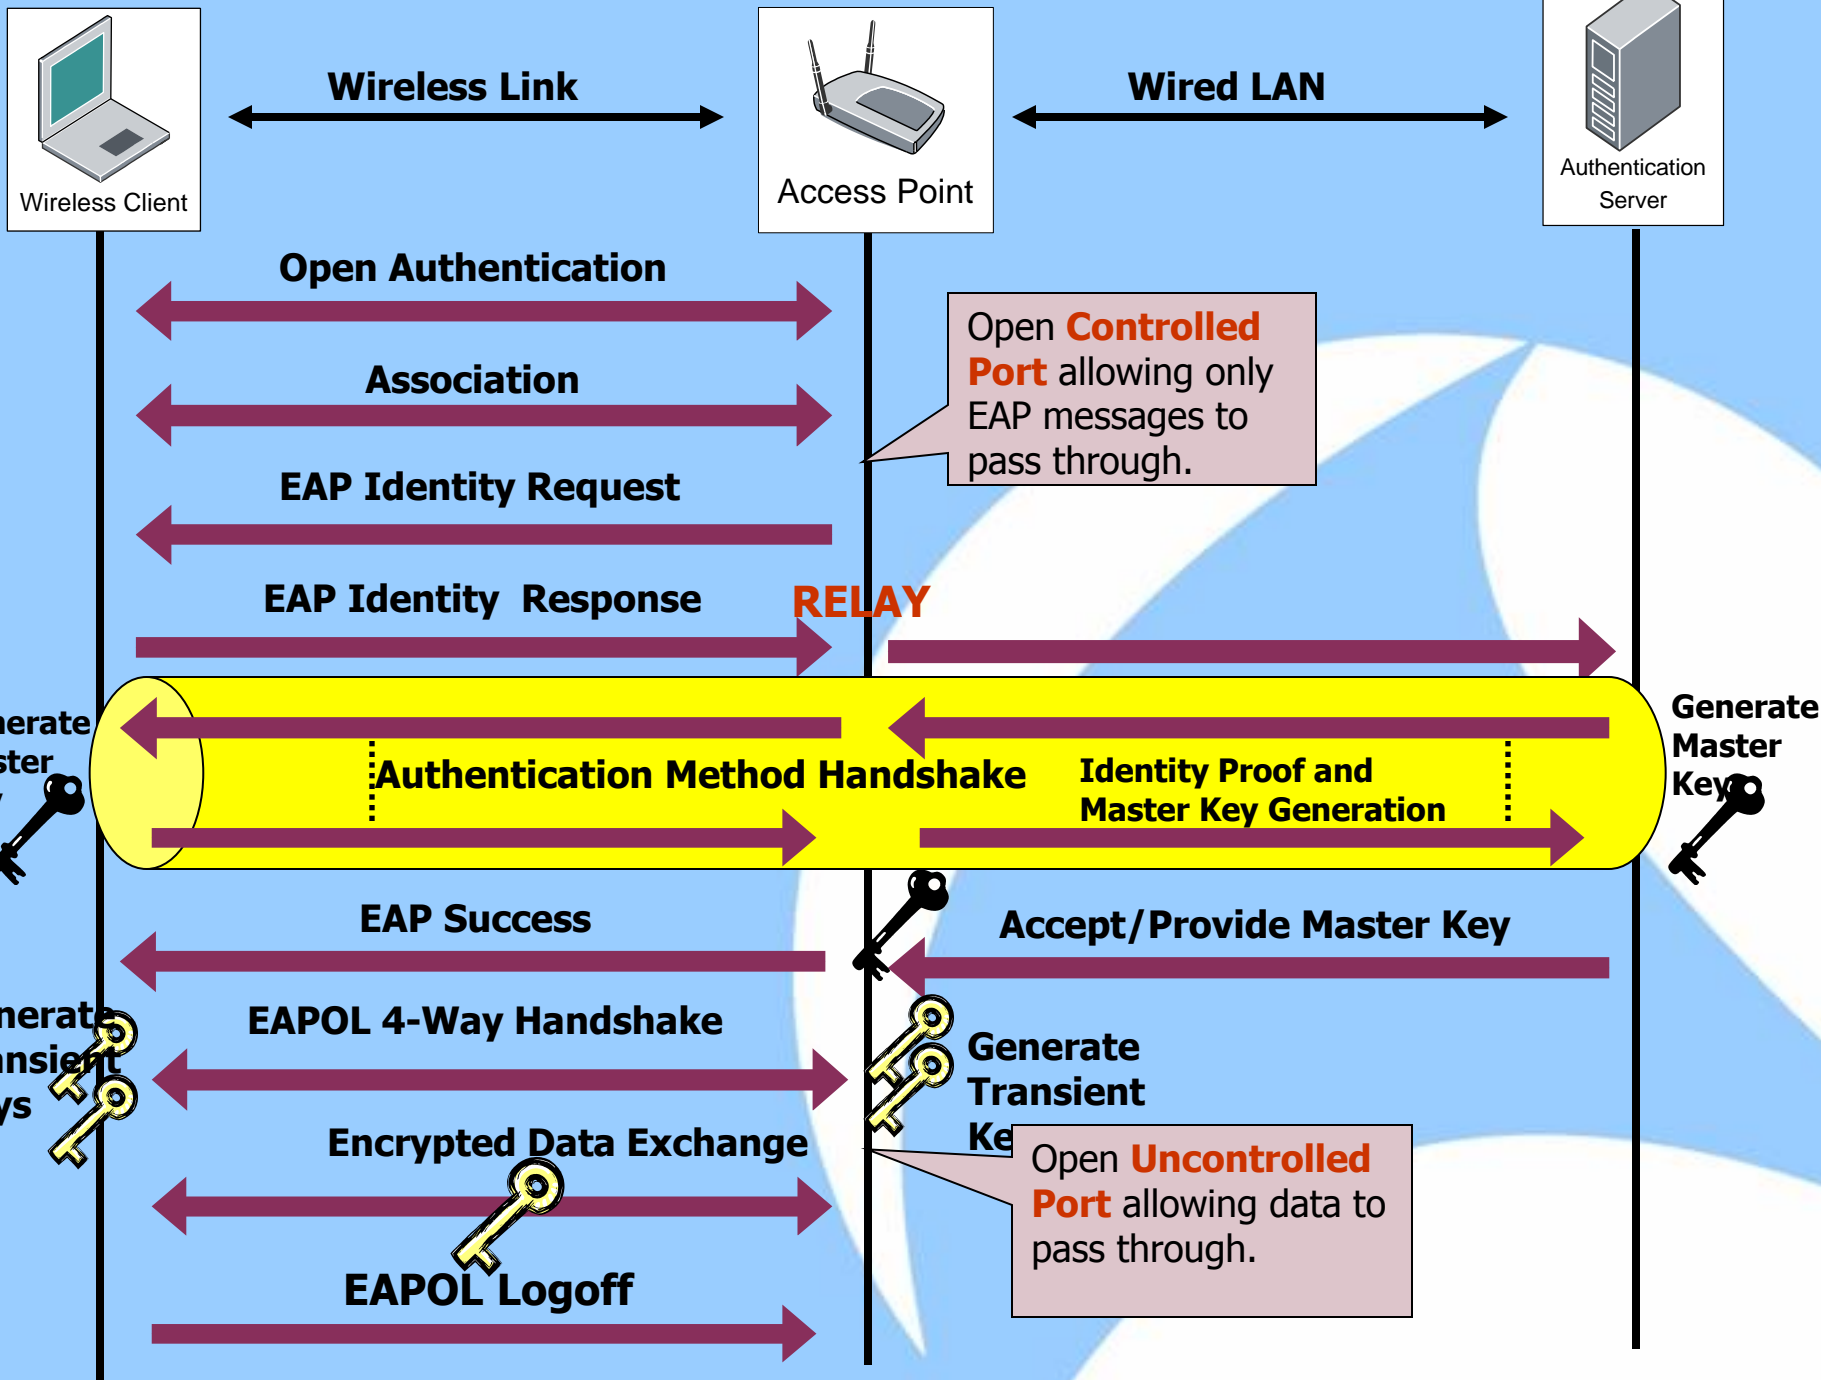 Wireless Link
Wired LAN
Wireless Client
Access Point
Authentication
Server
Open Authentication
Open Controlled
Port allowing only
EAP messages to
pass through.
Association
EAP Identity Request
EAP Identity Response
RELAY
Generate
Master
Key
Authentication Method Handshake
Identity Proof and
Master Key Generation
EAP Success
Accept/Provide Master Key
EAPOL 4-Way Handshake
Generate
Transient
Encrypted Data Exchange
Open Uncontrolled
Port allowing data to
pass through.
EAPOL Logoff